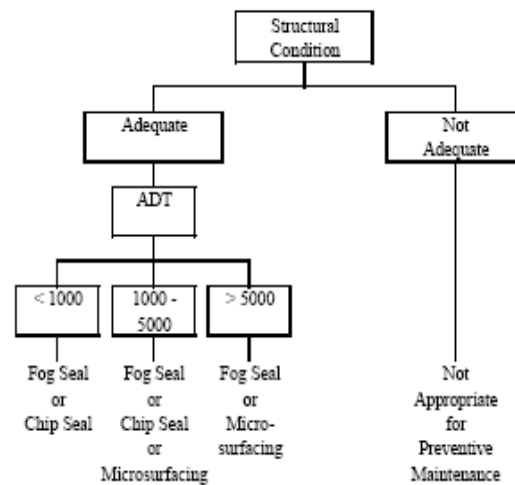 Structural
Condition
Adequate
Not
Adequate
ADT
< 1000
1000 -
5000
> 5000
Fog Seal
or
Chip Seal
Fog Seal
or
Chip Seal
or
Microsurfacing
Fog Seal
or
Micro-
surfacing
Not
Appropriate
for
Preventive
Maintenance